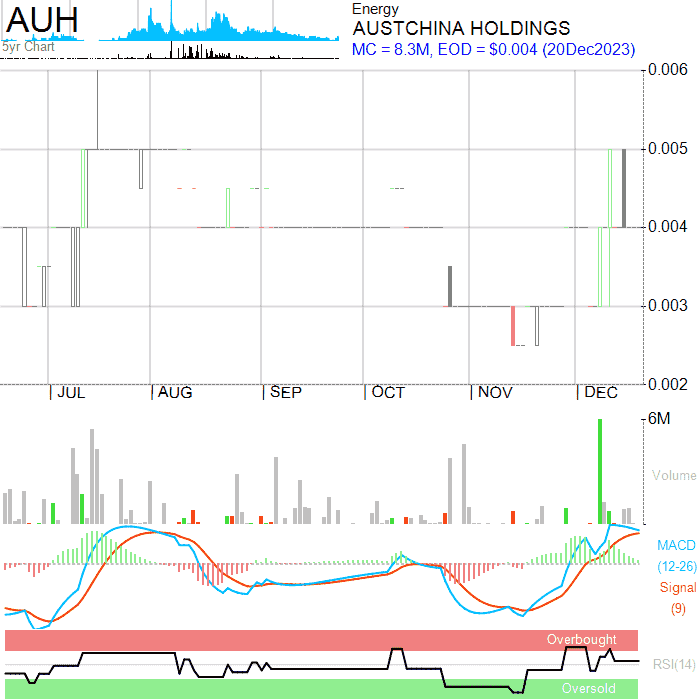 AUH
5yr Chart
Energy
AUSTCHINA HOLDINGS
MC = 8.3M, EOD = $0.004 (20Dec2023)
0.006
0.005
0.004
0.003
0.002
JUL AUG SEP OCT NOV DEC
6M
Volume
MACD
(12-26)
Signal
(9)
Overbought
RSI(14)
Oversold